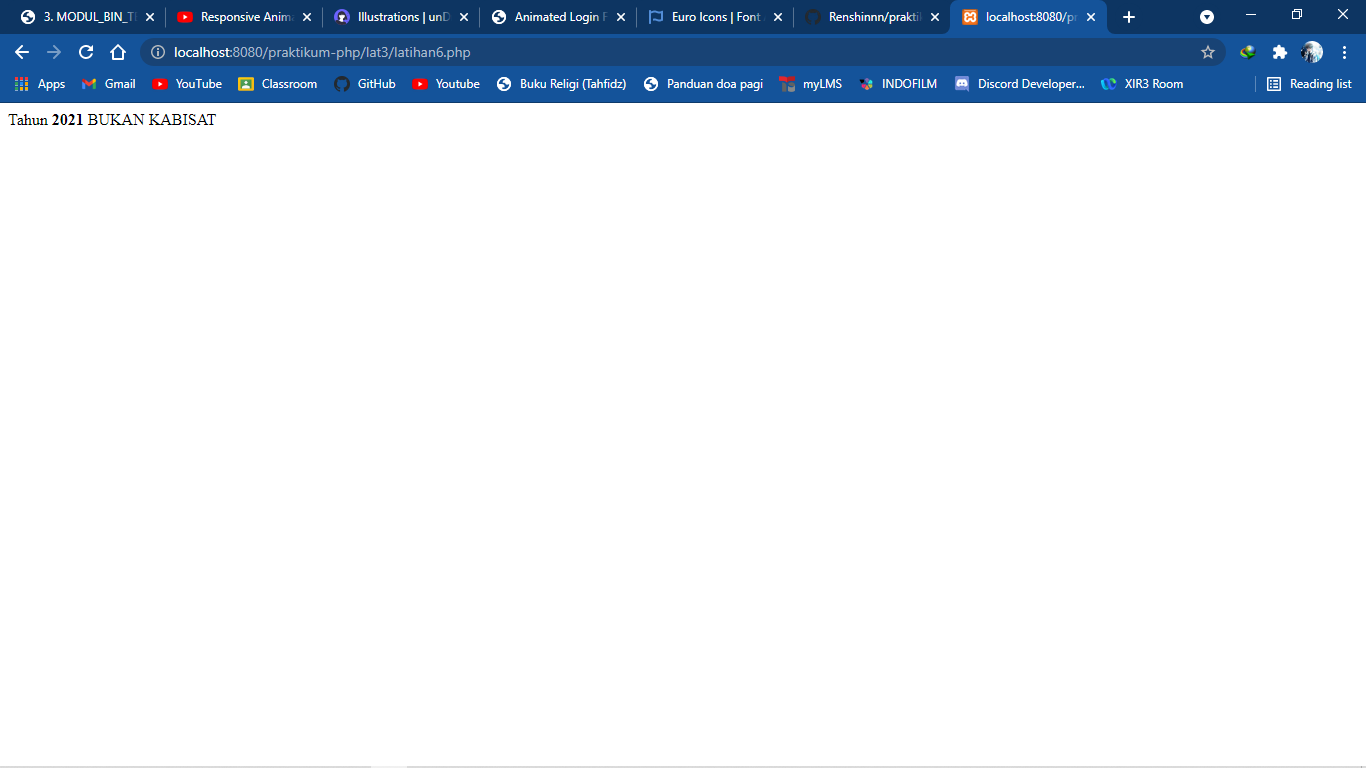 3. MODUL_BIN_T
Responsive Anim
Illustrations | unD
Animated Login F
Euro Icons | Font
Renshinnn/prakti
localhost:8080/pr
localhost:8080/praktikum-php/lat3/latihan6.php
Apps
Gmail
YouTube
Classroom
GitHub
Youtube
Buku Religi (Tahfidz)
Panduan doa pagi
myLMS
INDOFILM
Discord Developer...
XIR3 Room
Reading list
Tahun 2021 BUKAN KABISAT